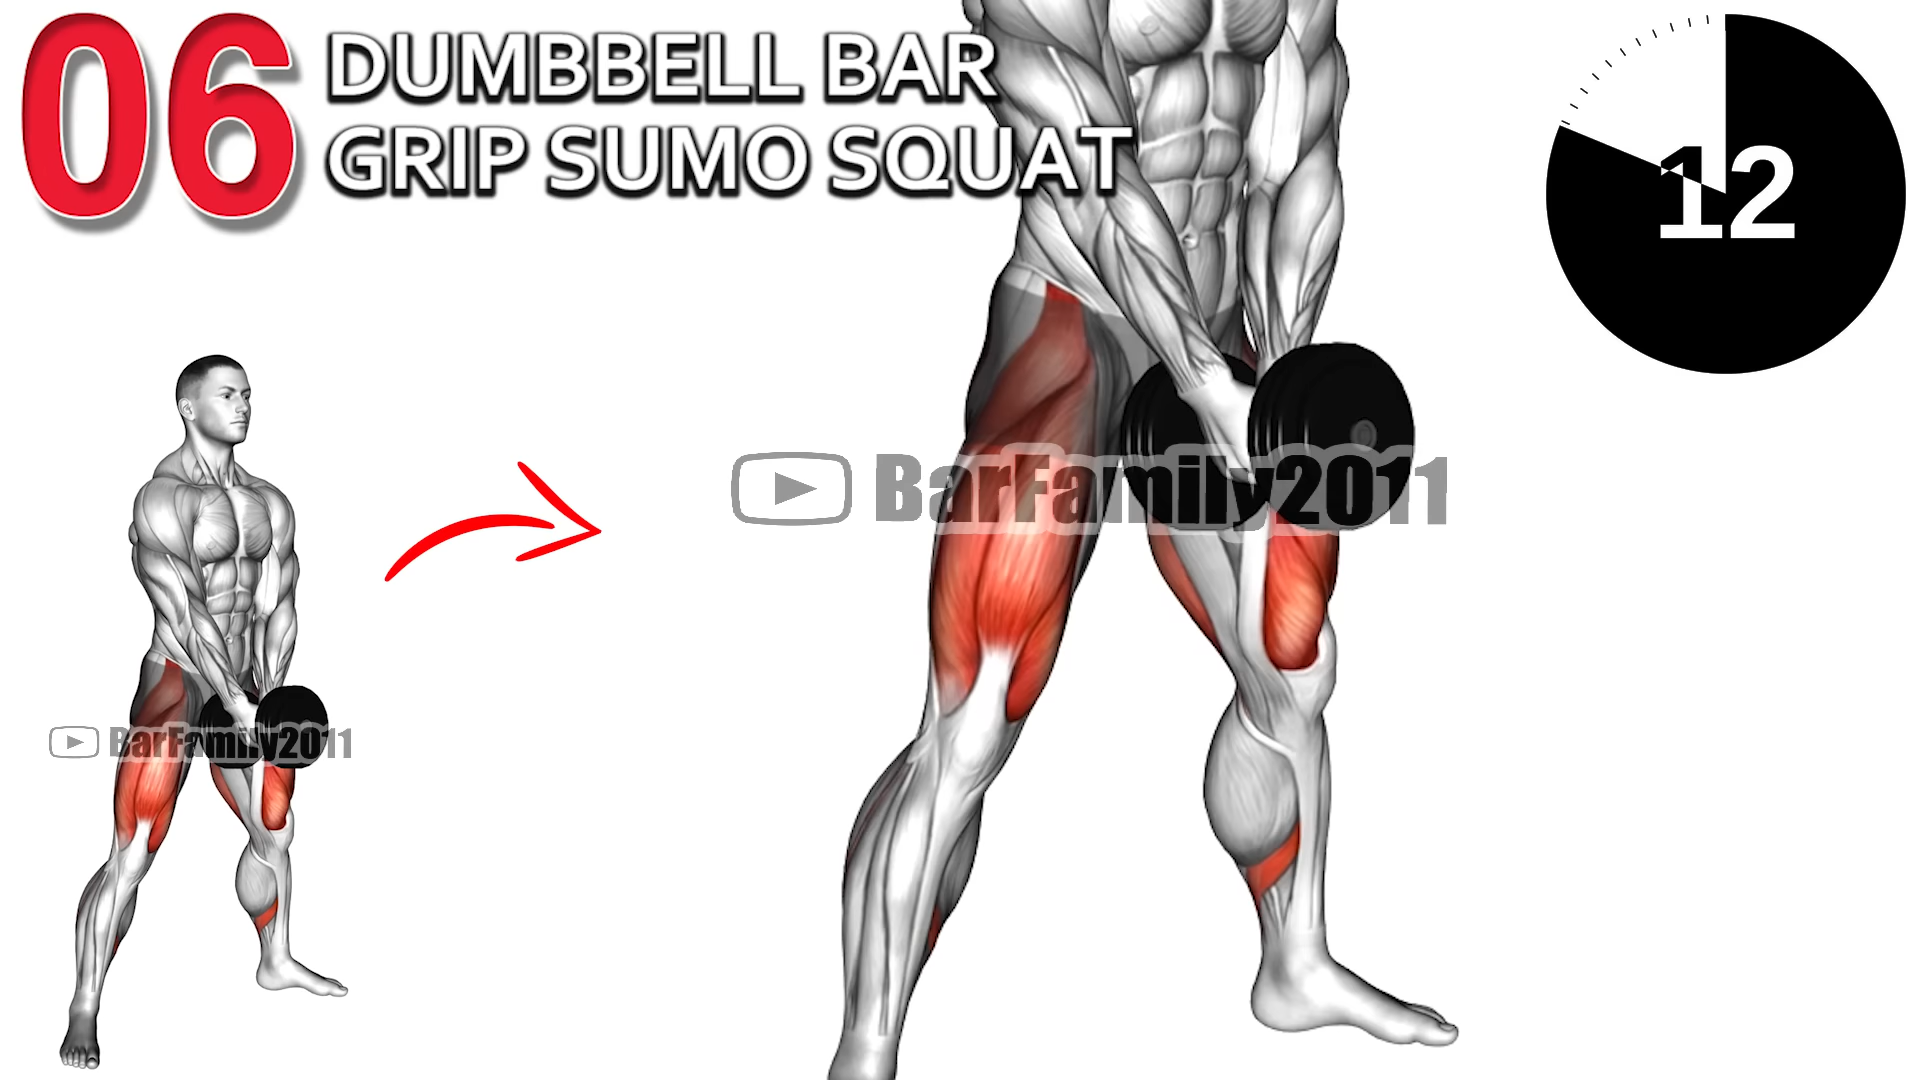 06
DUMBBELL BAR
GRIP SUMO SQUAT
12
BarFamily2011
BarFamily2011